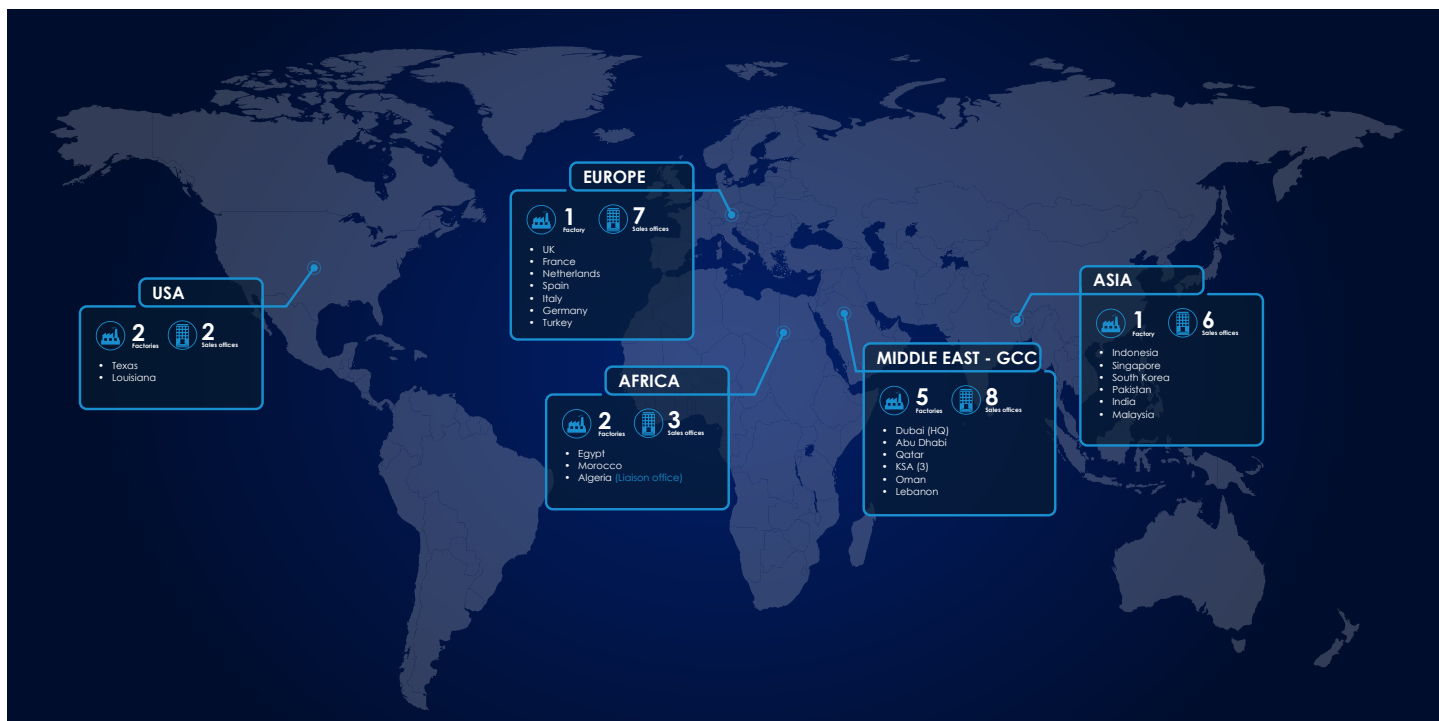 EUROPE
1
Factory
7
Sales offices
• UK
• France
• Netherlands
• Spain
• Italy
• Germany
• Turkey
USA
2
Factories
2
Sales offices
• Texas
• Louisiana
AFRICA
2
Factories
3
Sales offices
• Egypt
• Morocco
• Algeria (Liaison office)
MIDDLE EAST - GCC
5
Factories
8
Sales offices
• Dubai (HQ)
• Abu Dhabi
• Qatar
• KSA (3)
• Oman
• Lebanon
ASIA
1
Factory
6
Sales offices
• Indonesia
• Singapore
• South Korea
• Pakistan
• India
• Malaysia